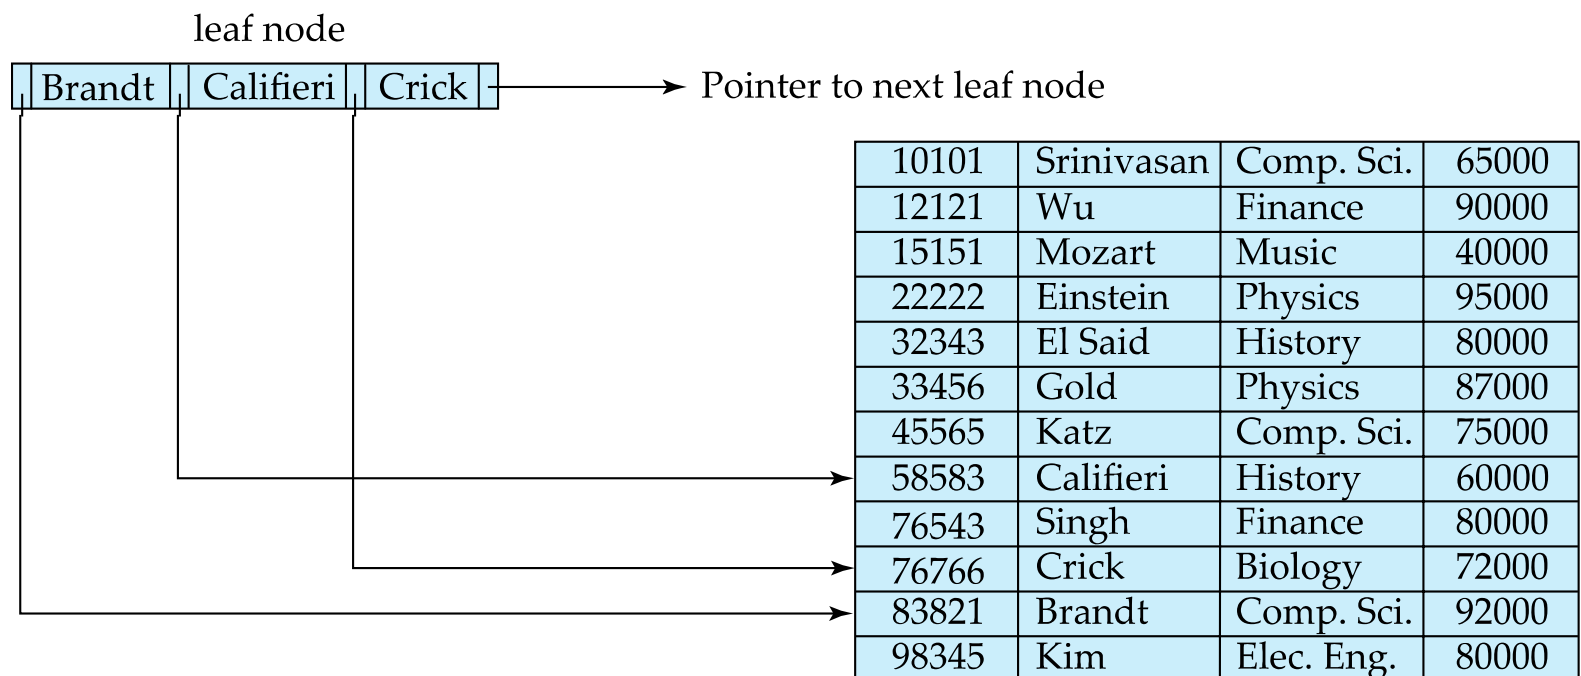 leaf node
Brandt Califieri Crick Pointer to next leaf node
10101 Srinivasan Comp. Sci. 65000
12121 Wu Finance 90000
15151 Mozart Music 40000
22222 Einstein Physics 95000
32343 El Said History 80000
33456 Gold Physics 87000
45565 Katz Comp. Sci. 75000
58583 Califieri History 60000
76543 Singh Finance 80000
76766 Crick Biology 72000
83821 Brandt Comp. Sci. 92000
98345 Kim Elec. Eng. 80000